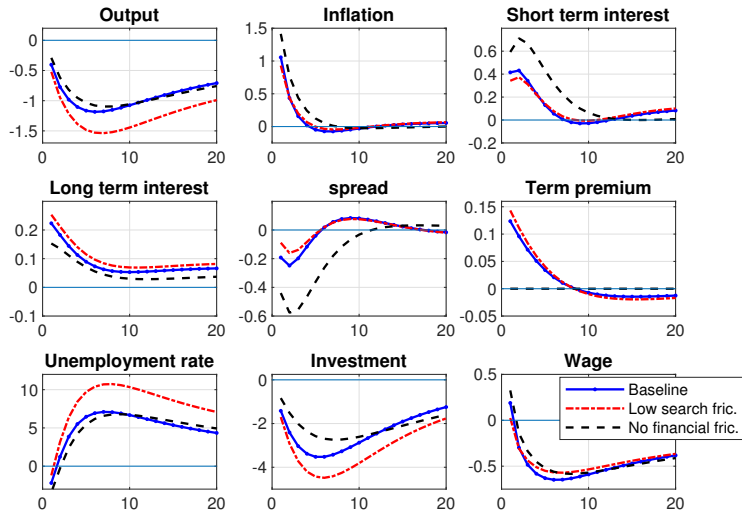 Output Inflation Short term interest
0 1.5 0.6
-0.5 1 0.4
-1 0.5 0.2
-1.5 0 0
-0.2
0 10 20 0 10 20 0 10 20
Long term interest spread Term premium
0.2 0.2 0.15
0.1 0 0.1
0 -0.2 0.05
-0.1 -0.4 0
-0.6 -0.05
0 10 20 0 10 20 0 10 20
Unemployment rate Investment Wage
10 0 0.5
5 -2 0
0 -4 -0.5
0 10 20 0 10 20 0 10 20
Baseline
Low search fric.
No financial fric.